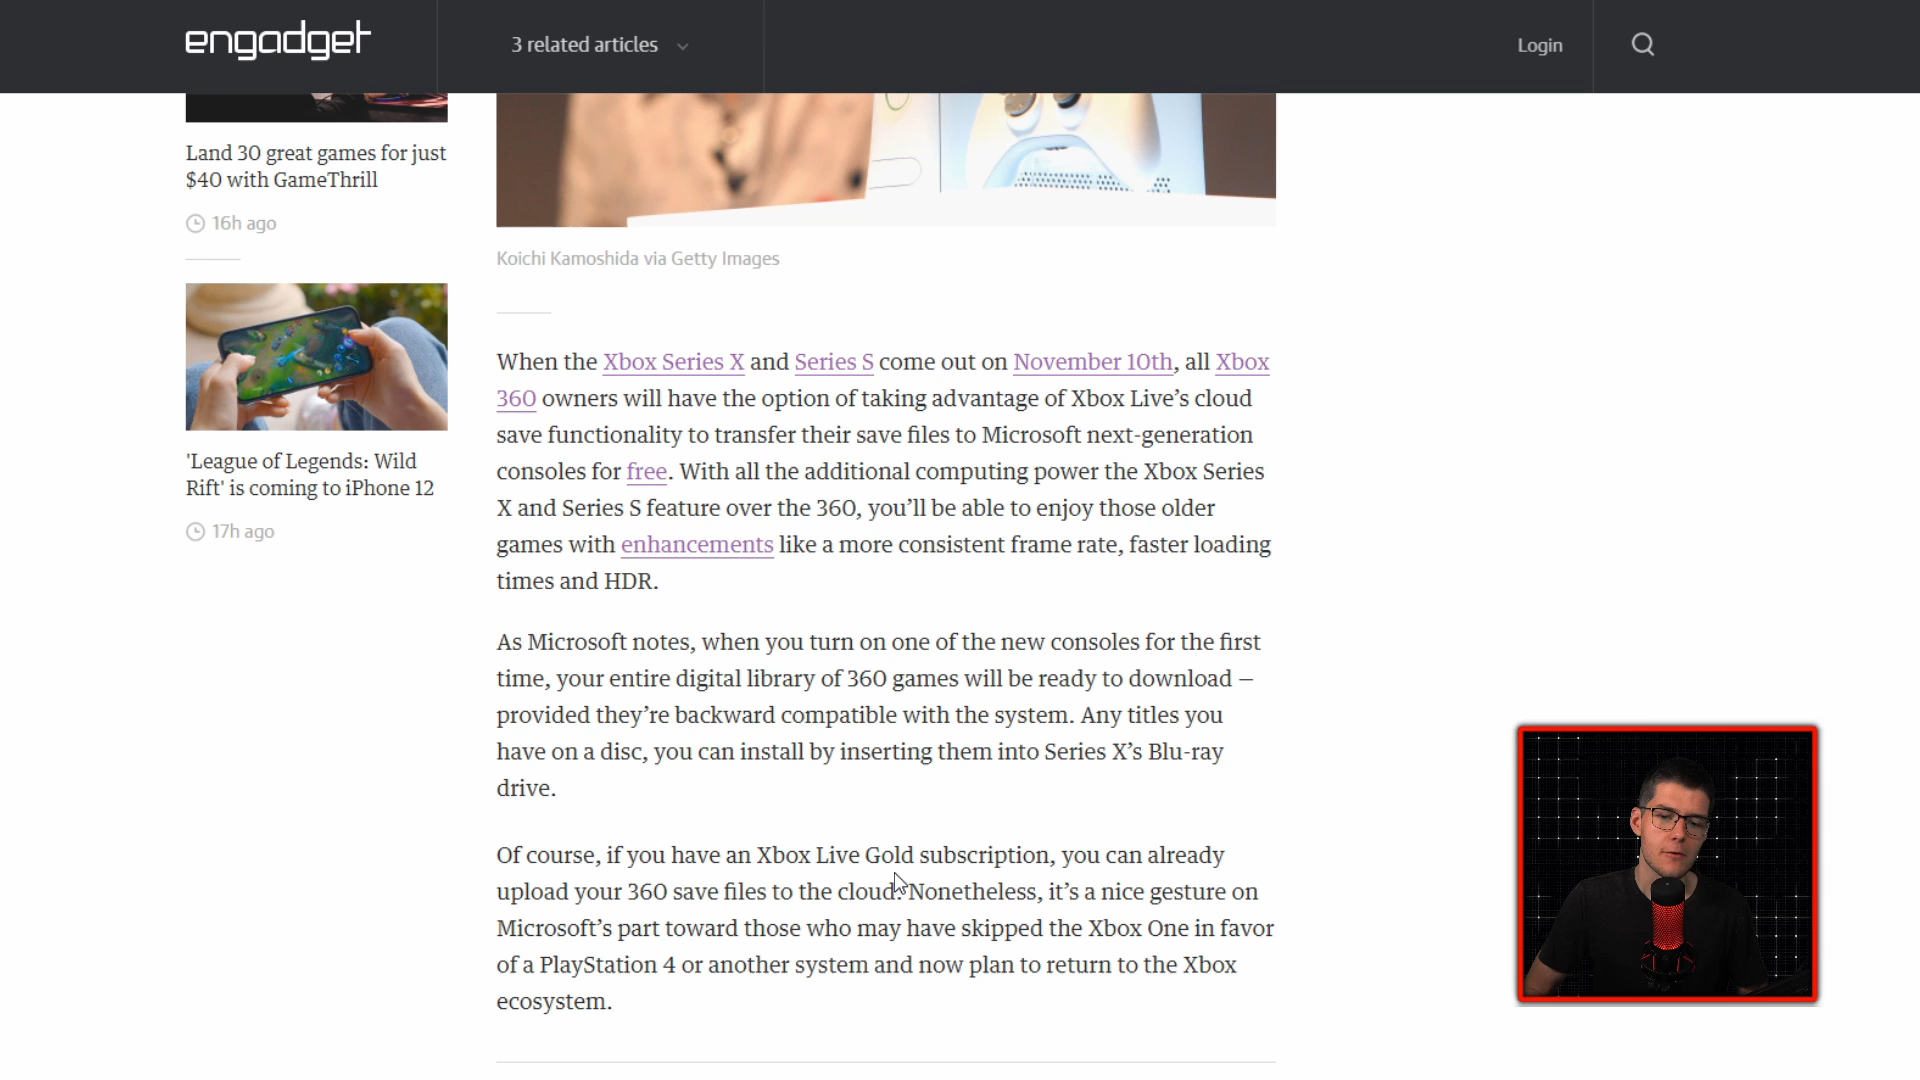 engadget
3 related articles
Login
Land 30 great games for just
$40 with GameThrill
16h ago
'League of Legends: Wild
Rift' is coming to iPhone 12
17h ago
Koichi Kamoshida via Getty Images
When the Xbox Series X and Series S come out on November 10th, all Xbox
360 owners will have the option of taking advantage of Xbox Live’s cloud
save functionality to transfer their save files to Microsoft next-generation
consoles for free. With all the additional computing power the Xbox Series
X and Series S feature over the 360, you’ll be able to enjoy those older
games with enhancements like a more consistent frame rate, faster loading
times and HDR.
As Microsoft notes, when you turn on one of the new consoles for the first
time, your entire digital library of 360 games will be ready to download —
provided they’re backward compatible with the system. Any titles you
have on a disc, you can install by inserting them into Series X’s Blu-ray
drive.
Of course, if you have an Xbox Live Gold subscription, you can already
upload your 360 save files to the cloud. Nonetheless, it’s a nice gesture on
Microsoft’s part toward those who may have skipped the Xbox One in favor
of a PlayStation 4 or another system and now plan to return to the Xbox
ecosystem.